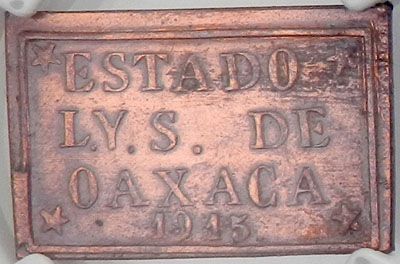 ESTADO
L.Y.S. DE
OAXACA
1915